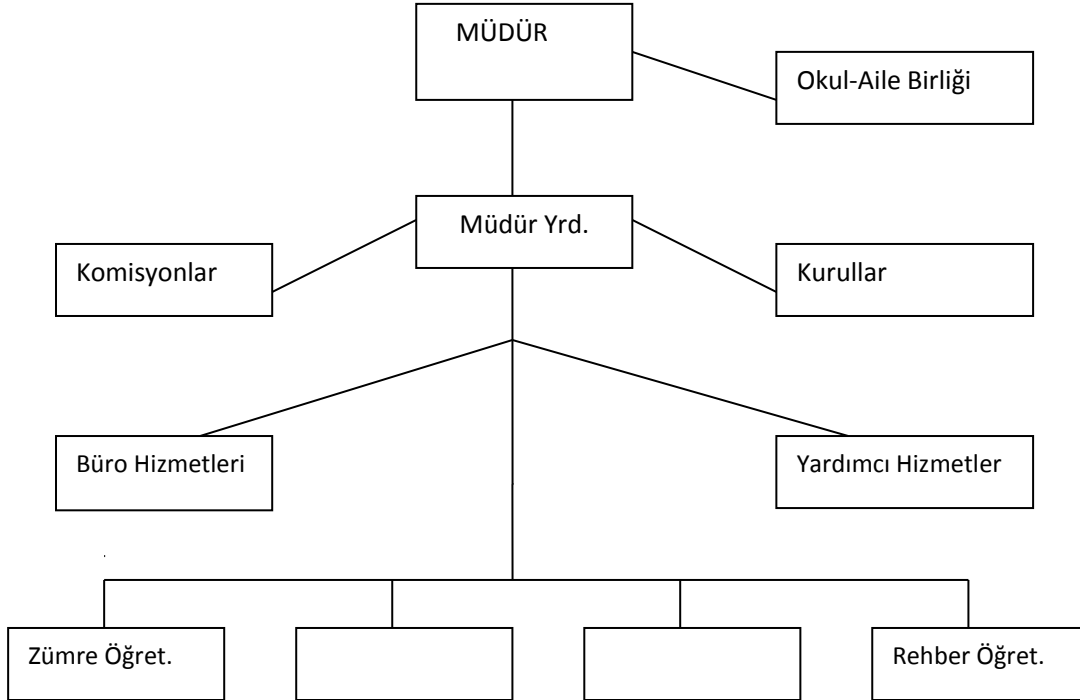 MÜDÜR
Okul-Aile Birliği
Müdür Yrd.
Komisyonlar
Kurullar
Büro Hizmetleri
Yardımcı Hizmetler
Zümre Öğret.
Rehber Öğret.